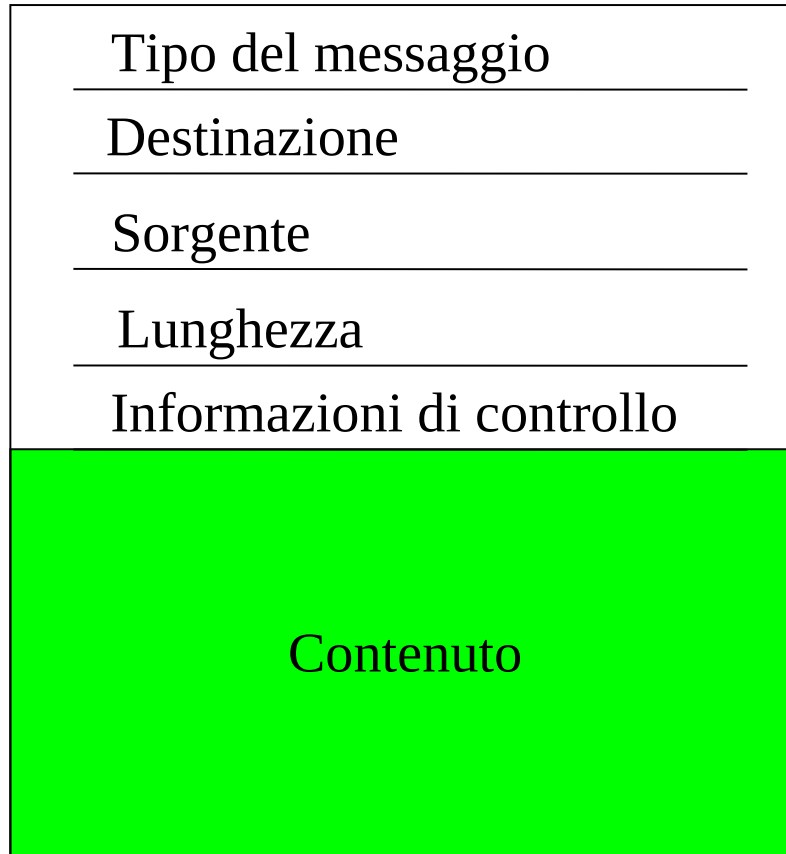 Tipo del messaggio
Destinazione
Sorgente
Lunghezza
Informazioni di controllo
Contenuto